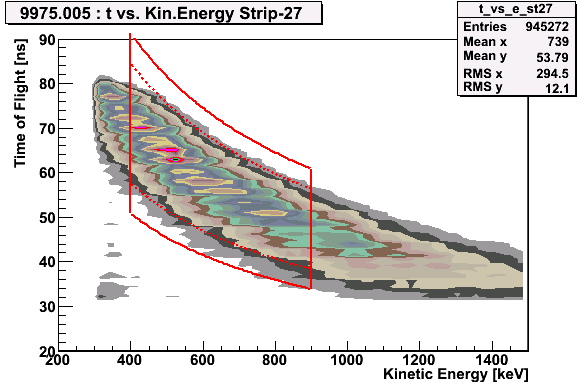 9975.005 : t vs. Kin.Energy Strip-27
t_vs_e_st27
Entries 945272
Mean x 739
Mean y 53.79
RMS x 294.5
RMS y 12.1
Time of Flight [ns]
90
80
70
60
50
40
30
20
200 400 600 800 1000 1200 1400
Kinetic Energy [keV]